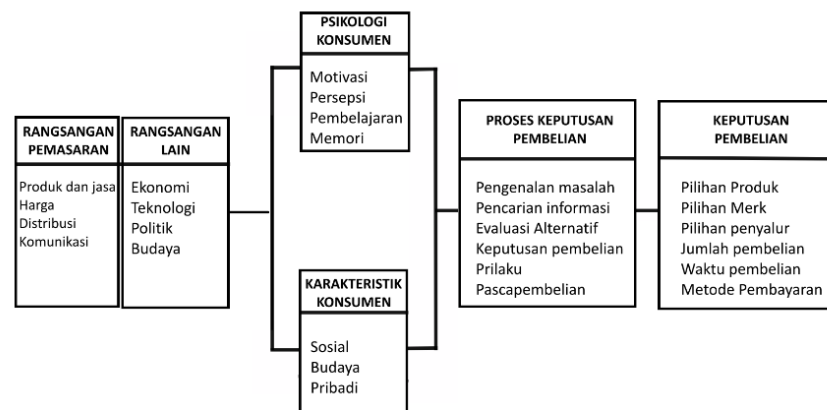 RANGSANGAN
PEMASARAN
Produk dan jasa
Harga
Distribusi
Komunikasi
RANGSANGAN
LAIN
Ekonomi
Teknologi
Politik
Budaya
PSIKOLOGI
KONSUMEN
Motivasi
Persepsi
Pembelajaran
Memori
KARAKTERISTIK
KONSUMEN
Sosial
Budaya
Pribadi
PROSES KEPUTUSAN
PEMBELIAN
Pengenalan masalah
Pencarian informasi
Evaluasi Alternatif
Keputusan pembelian
Prilaku
Pascapembelian
KEPUTUSAN
PEMBELIAN
Pilihan Produk
Pilihan Merk
Pilihan penyalur
Jumlah pembelian
Waktu pembelian
Metode Pembayaran